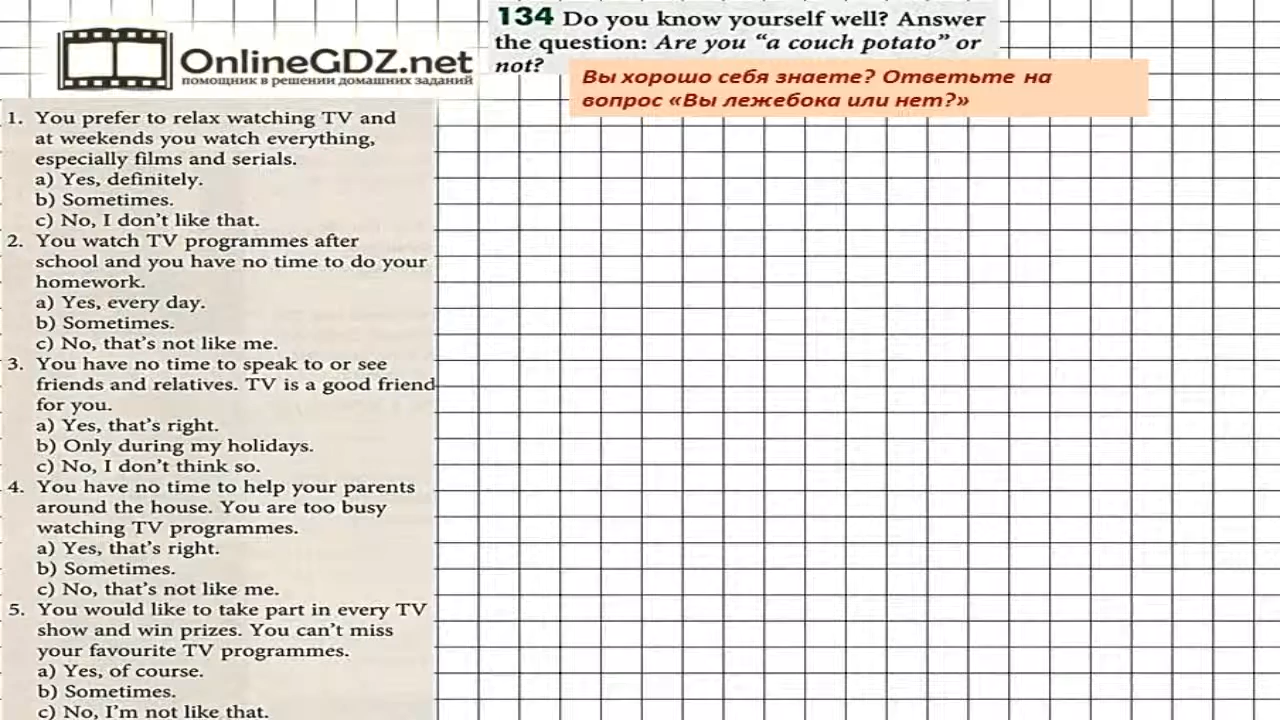 OnlineGDZ.net
помощник в решении домашних заданий
134 Do you know yourself well? Answer
the question: Are you “a couch potato” or
not?
Вы хорошо себя знаете? Ответьте на
вопрос «Вы лежебока или нет?»
1. You prefer to relax watching TV and
at weekends you watch everything,
especially films and serials.
a) Yes, definitely.
b) Sometimes.
c) No, I don’t like that.
2. You watch TV programmes after
school and you have no time to do your
homework.
a) Yes, every day.
b) Sometimes.
c) No, that’s not like me.
3. You have no time to speak to or see
friends and relatives. TV is a good friend
for you.
a) Yes, that’s right.
b) Only during my holidays.
c) No, I don’t think so.
4. You have no time to help your parents
around the house. You are too busy
watching TV programmes.
a) Yes, that’s right.
b) Sometimes.
c) No, that’s not like me.
5. You would like to take part in every TV
show and win prizes. You can’t miss
your favourite TV programmes.
a) Yes, of course.
b) Sometimes.
c) No, I’m not like that.